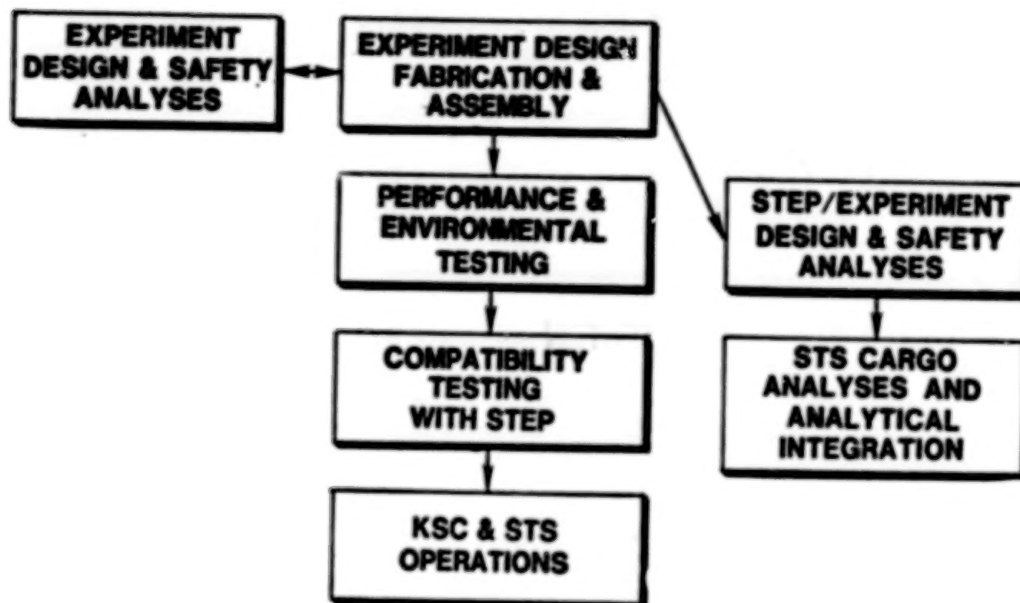 EXPERIMENT
DESIGN & SAFETY
ANALYSES
EXPERIMENT DESIGN
FABRICATION &
ASSEMBLY
PERFORMANCE &
ENVIRONMENTAL
TESTING
STEP/EXPERIMENT
DESIGN & SAFETY
ANALYSES
COMPATIBILITY
TESTING
WITH STEP
STS CARGO
ANALYSES AND
ANALYTICAL
INTEGRATION
KSC & STS
OPERATIONS